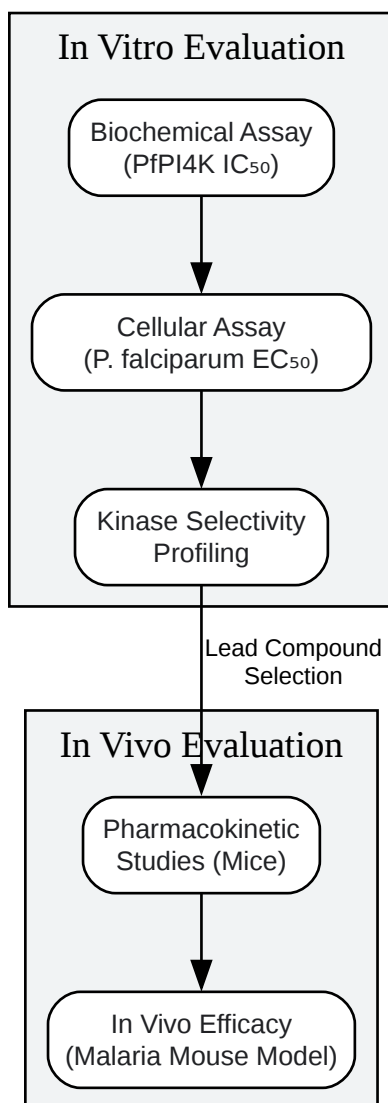 In Vitro Evaluation
Biochemical Assay
(PfPI4K IC₅₀)
Cellular Assay
(P. falciparum EC₅₀)
Kinase Selectivity
Profiling
Lead Compound
Selection
In Vivo Evaluation
Pharmacokinetic
Studies (Mice)
In Vivo Efficacy
(Malaria Mouse Model)